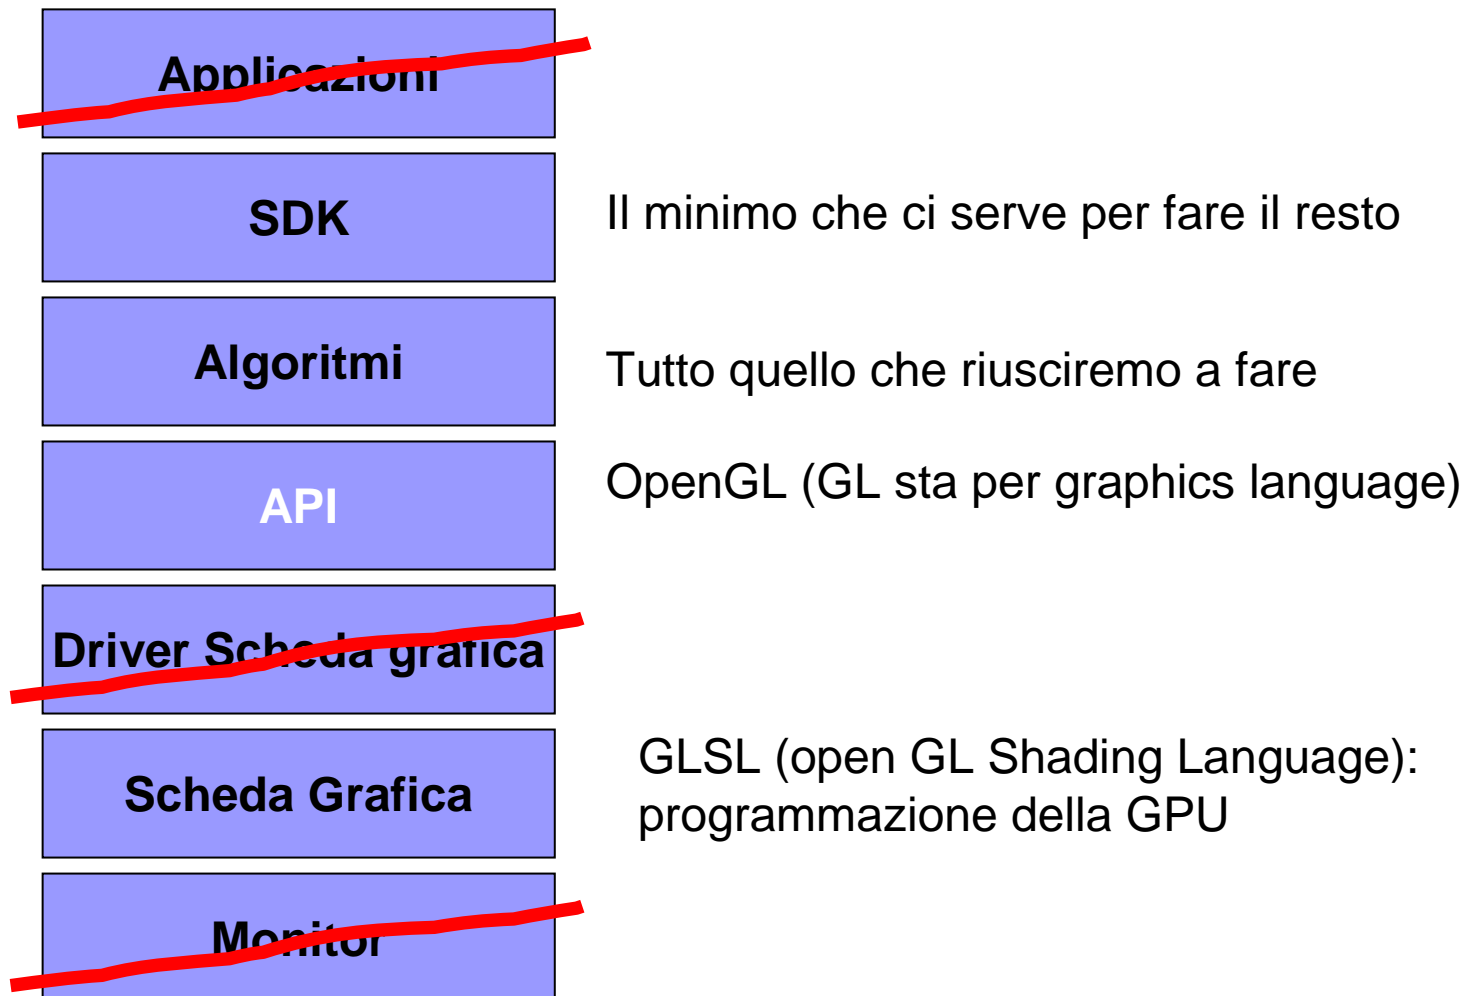 Applicazioni
SDK
Il minimo che ci serve per fare il resto
Algoritmi
Tutto quello che riusciremo a fare
API
OpenGL (GL sta per graphics language)
Driver Scheda grafica
Scheda Grafica
GLSL (open GL Shading Language):
programmazione della GPU
Monitor